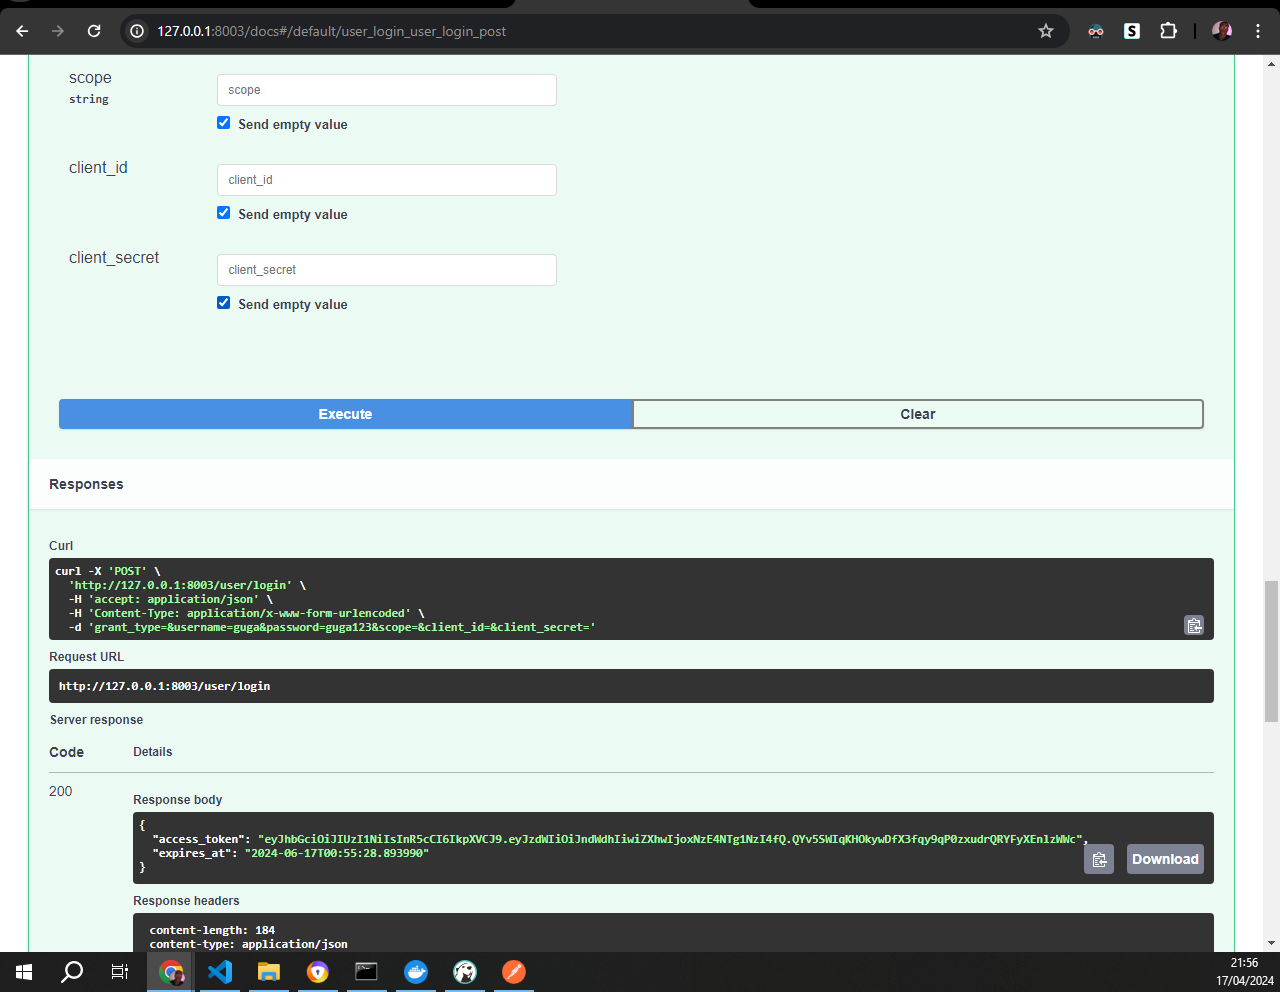 127.0.0.1:8003/docs#/default/user_login_user_login_post
scope
string
scope
Send empty value
client_id
client_id
Send empty value
client_secret
client_secret
Send empty value
Execute
Clear
Responses
Curl
curl -X 'POST' \
'http://127.0.0.1:8003/user/login' \
-H 'accept: application/json' \
-H 'Content-Type: application/x-www-form-urlencoded' \
-d 'grant_type=&username=guga&password=guga123&scope=&client_id=&client_secret='
Request URL
http://127.0.0.1:8003/user/login
Server response
Code Details
200
Response body
{
"access_token": "eyJhbGciOiJIUzI1NiIsInR5cCI6IkpXVCJ9.eyJzdWIiOiJndWdhIiwiZXhwIjoxNzE4NTg1NzI4fQ.QYv5SWIqKHOkywDfX3fqy9qP0zxudrQRYFyXEnlzWWc",
"expires_at": "2024-06-17T00:55:28.893990"
}
Download
Response headers
content-length: 184
content-type: application/json
21:56
17/04/2024